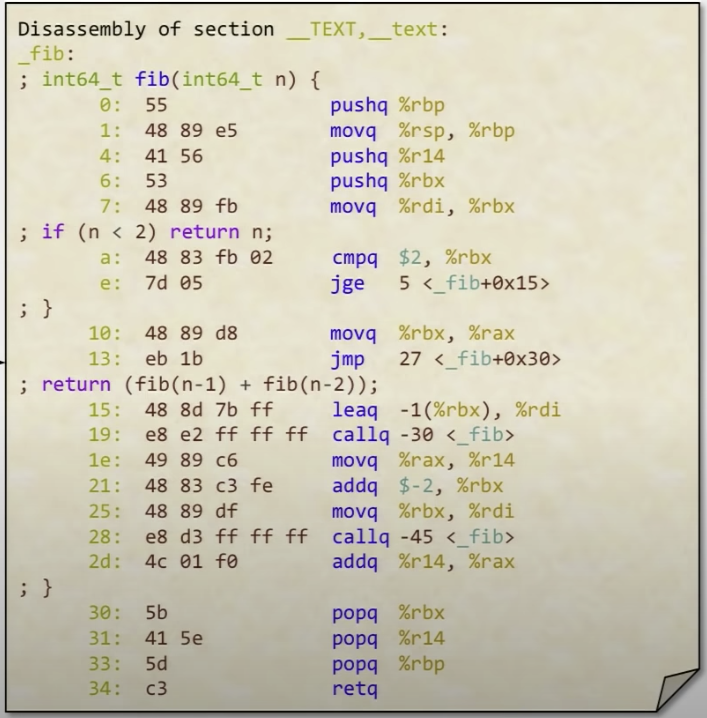 Disassembly of section __TEXT,__text:
_fib:
; int64_t fib(int64_t n) {
0: 55 pushq %rbp
1: 48 89 e5 movq %rsp, %rbp
4: 41 56 pushq %r14
6: 53 pushq %rbx
7: 48 89 fb movq %rdi, %rbx
; if (n < 2) return n;
a: 48 83 fb 02 cmpq $2, %rbx
e: 7d 05 jge 5 <_fib+0x15>
; }
10: 48 89 d8 movq %rbx, %rax
13: eb 1b jmp 27 <_fib+0x30>
; return (fib(n-1) + fib(n-2));
15: 48 8d 7b ff leaq -1(%rbx), %rdi
19: e8 e2 ff ff ff callq -30 <_fib>
1e: 49 89 c6 movq %rax, %r14
21: 48 83 c3 fe addq $-2, %rbx
25: 48 89 df movq %rbx, %rdi
28: e8 d3 ff ff ff callq -45 <_fib>
2d: 4c 01 f0 addq %r14, %rax
; }
30: 5b popq %rbx
31: 41 5e popq %r14
33: 5d popq %rbp
34: c3 retq